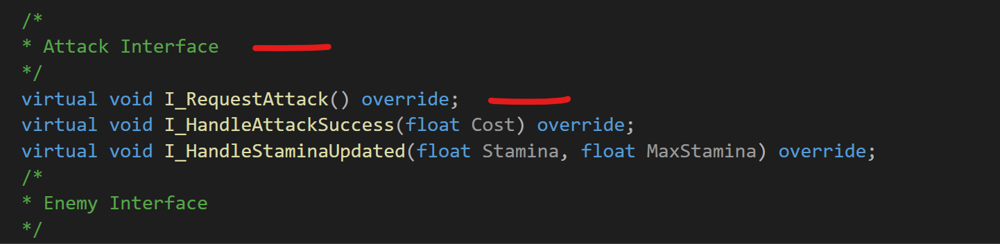 /*
* Attack Interface
*/
virtual void I_RequestAttack() override;
virtual void I_HandleAttackSuccess(float Cost) override;
virtual void I_HandleStaminaUpdated(float Stamina, float MaxStamina) override;
/*
* Enemy Interface
*/